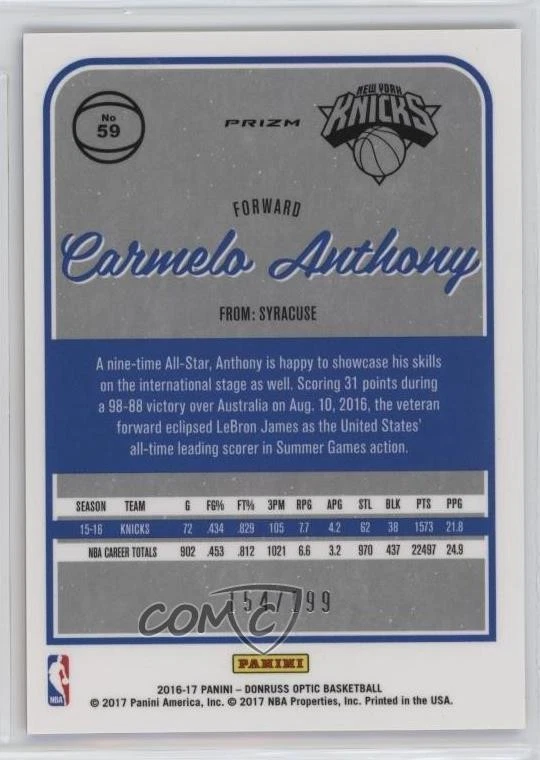 No
59
PRIZM
NEW YORK
KNICKS
FORWARD
Carmelo Anthony
FROM: SYRACUSE
A nine-time All-Star, Anthony is happy to showcase his skills
on the international stage as well. Scoring 31 points during
a 98-88 victory over Australia on Aug. 10, 2016, the veteran
forward eclipsed LeBron James as the United States'
all-time leading scorer in Summer Games action.
SEASON TEAM G FG% FT% 3PM RPG APG STL BLK PTS PPG
15-16 KNICKS 72 .434 .829 105 7.7 4.2 62 38 1573 21.8
NBA CAREER TOTALS 902 .453 .812 1021 6.6 3.2 970 437 22497 24.9
154/199
COMC
PANINI
NBA
2016-17 PANINI – DONRUSS OPTIC BASKETBALL
© 2017 Panini America, Inc. © 2017 NBA Properties, Inc. Printed in the USA.